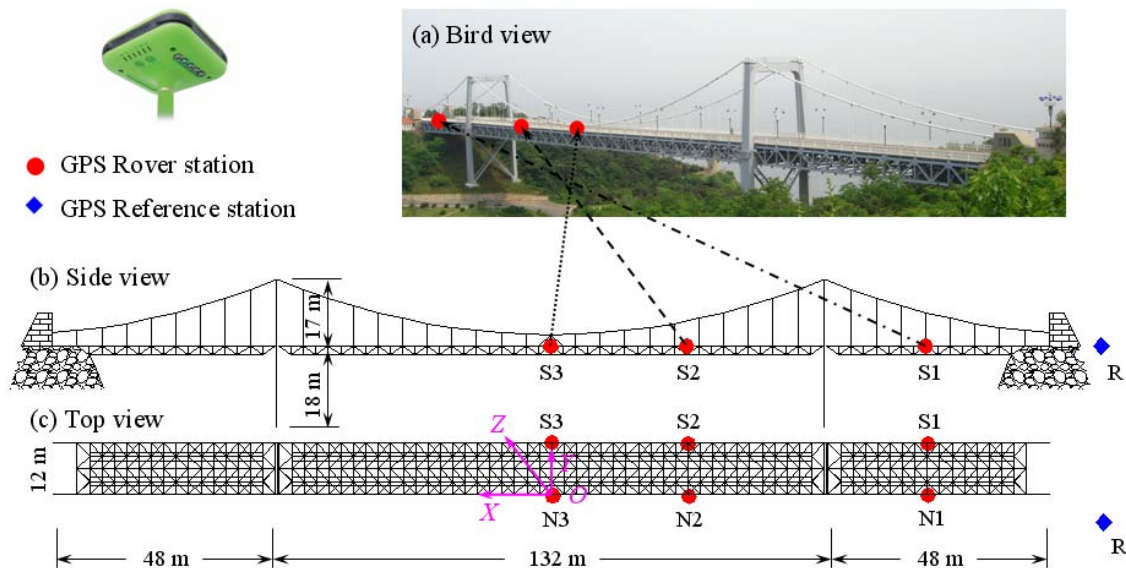 (a) Bird view
GPS Rover station
GPS Reference station
(b) Side view
17 m
S3
S2
S1
R
18 m
(c) Top view
S3
S2
S1
12 m
Z
Y
X
O
N3
N2
N1
R
48 m
132 m
48 m